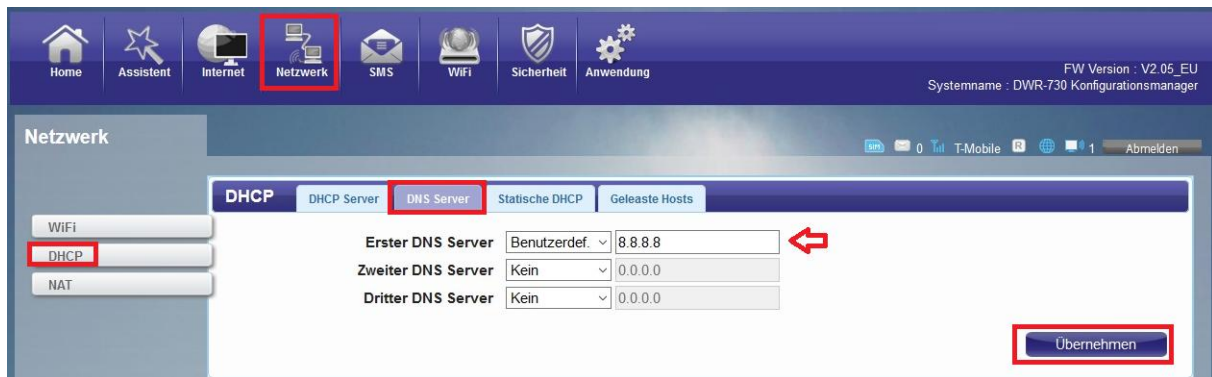 Home Assistent Internet Netzwerk SMS WiFi Sicherheit Anwendung
FW Version : V2.05_EU
Systemname : DWR-730 Konfigurationsmanager
Netzwerk
SIM 0 T-Mobile R 1 Abmelden
DHCP DHCP Server DNS Server Statische DHCP Geleaste Hosts
WiFi
DHCP
NAT
Erster DNS Server Benutzerdef. 8.8.8.8
Zweiter DNS Server Kein 0.0.0.0
Dritter DNS Server Kein 0.0.0.0
Übernehmen